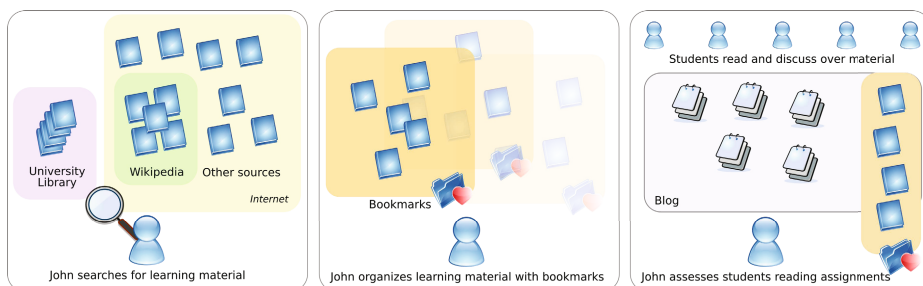 University
Library
Wikipedia
Other sources
Internet
John searches for learning material
Bookmarks
John organizes learning material with bookmarks
Students read and discuss over material
Blog
John assesses students reading assignments